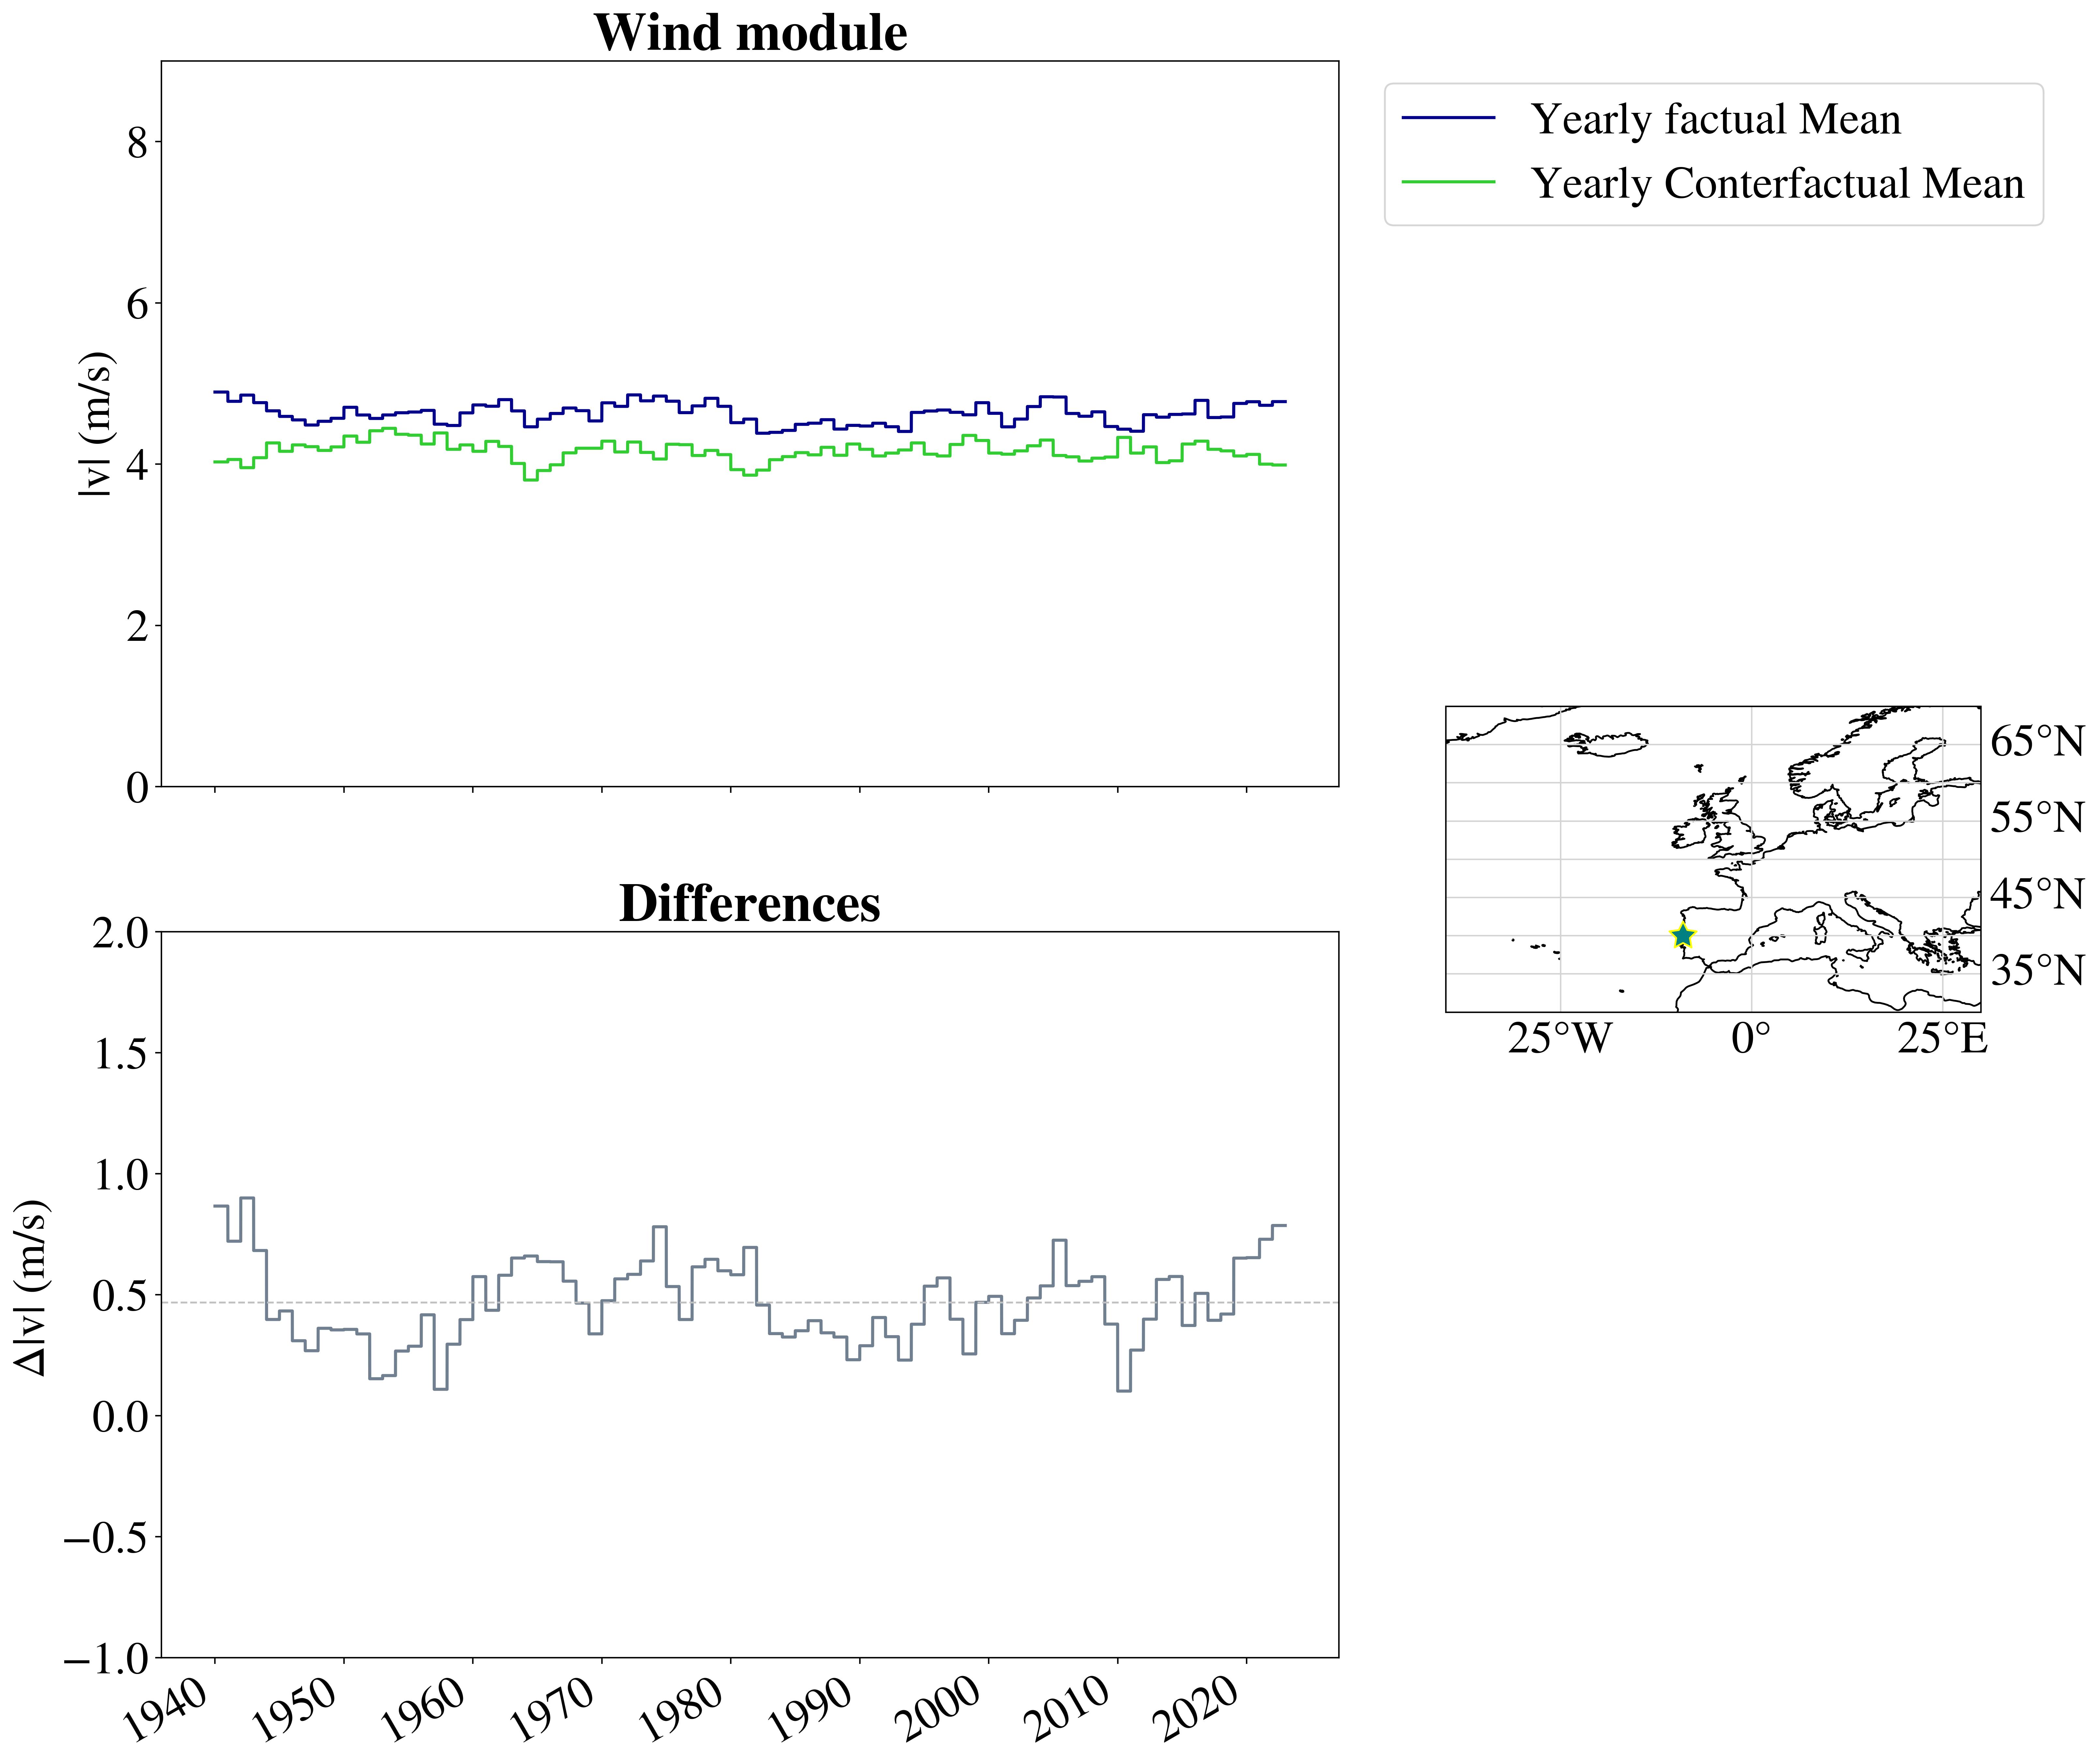 Wind module
Yearly factual Mean
Yearly Conterfactual Mean
8
6
|v| (m/s)
4
2
0
65°N
55°N
45°N
35°N
25°W 0° 25°E
Differences
2.0
1.5
1.0
Δ|v| (m/s)
0.5
0.0
−0.5
−1.0
1940 1950 1960 1970 1980 1990 2000 2010 2020